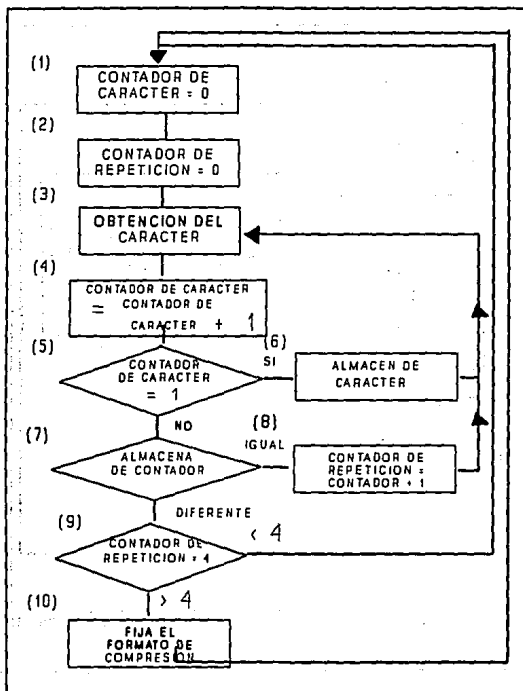 (1)
CONTADOR DE
CARACTER = 0
(2)
CONTADOR DE
REPETICION = 0
(3)
OBTENCION DEL
CARACTER
(4)
CONTADOR DE CARACTER
= CONTADOR DE
CARACTER + 1
(5)
CONTADOR
DE CARACTER
= 1
(6)
SI
ALMACEN DE
CARACTER
NO
(7)
ALMACENA
DE CONTADOR
(8)
IGUAL
CONTADOR DE
REPETICION =
CONTADOR + 1
DIFERENTE
(9)
CONTADOR DE
REPETICION = 4
< 4
> 4
(10)
FIJA EL
FORMATO DE
COMPRESION